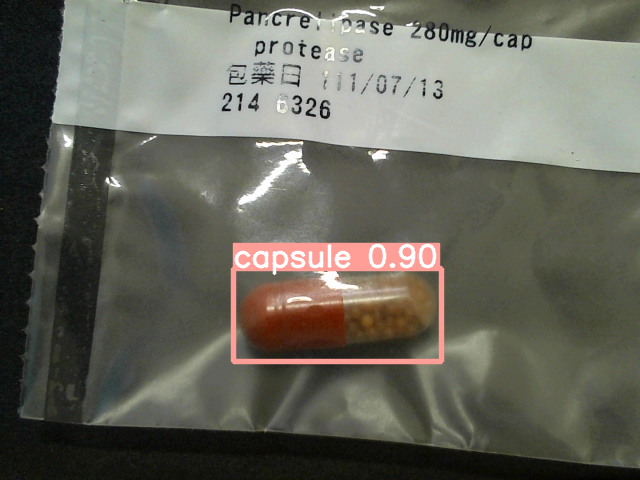 Pancrelipase 280mg/cap
protease
包藥日 111/07/13
214 6326
capsule 0.90